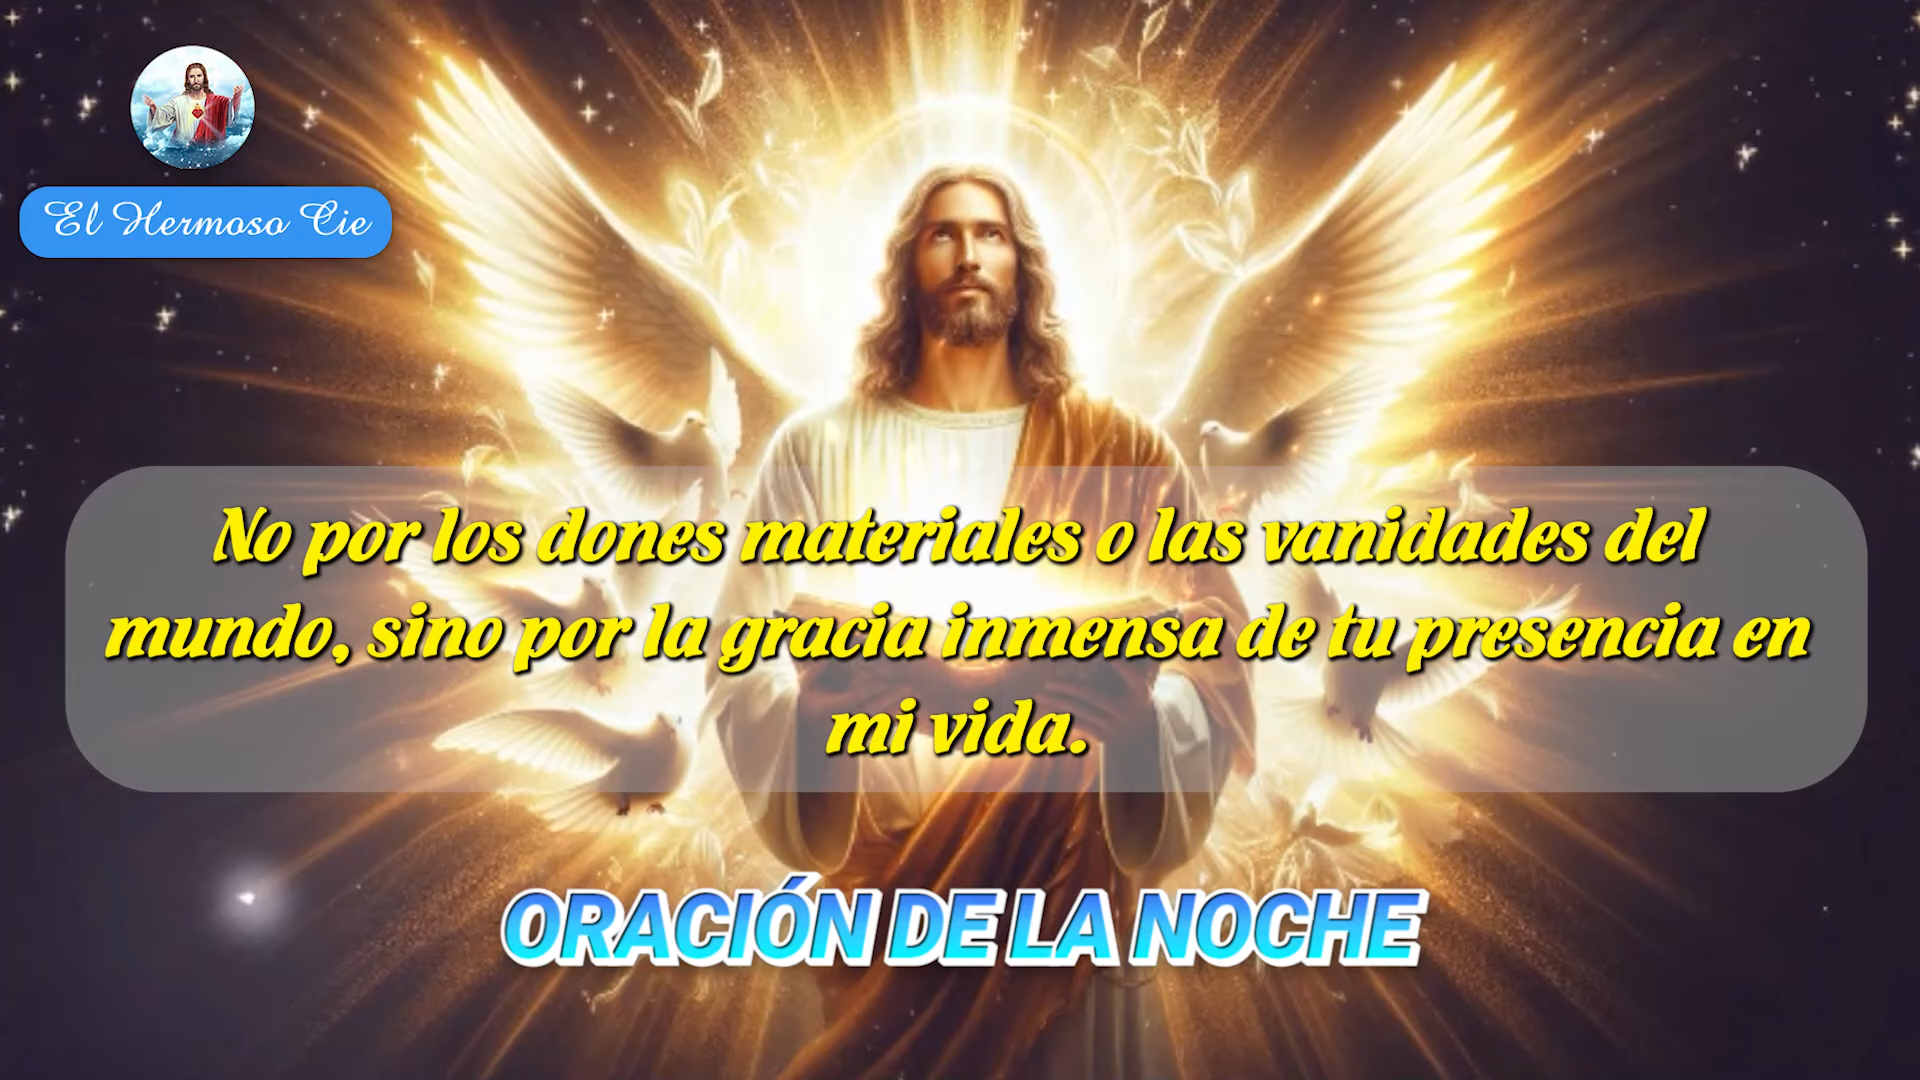 El Hermoso Cie
No por los dones materiales o las vanidades del
mundo, sino por la gracia inmensa de tu presencia en
mi vida.
ORACIÓN DE LA NOCHE